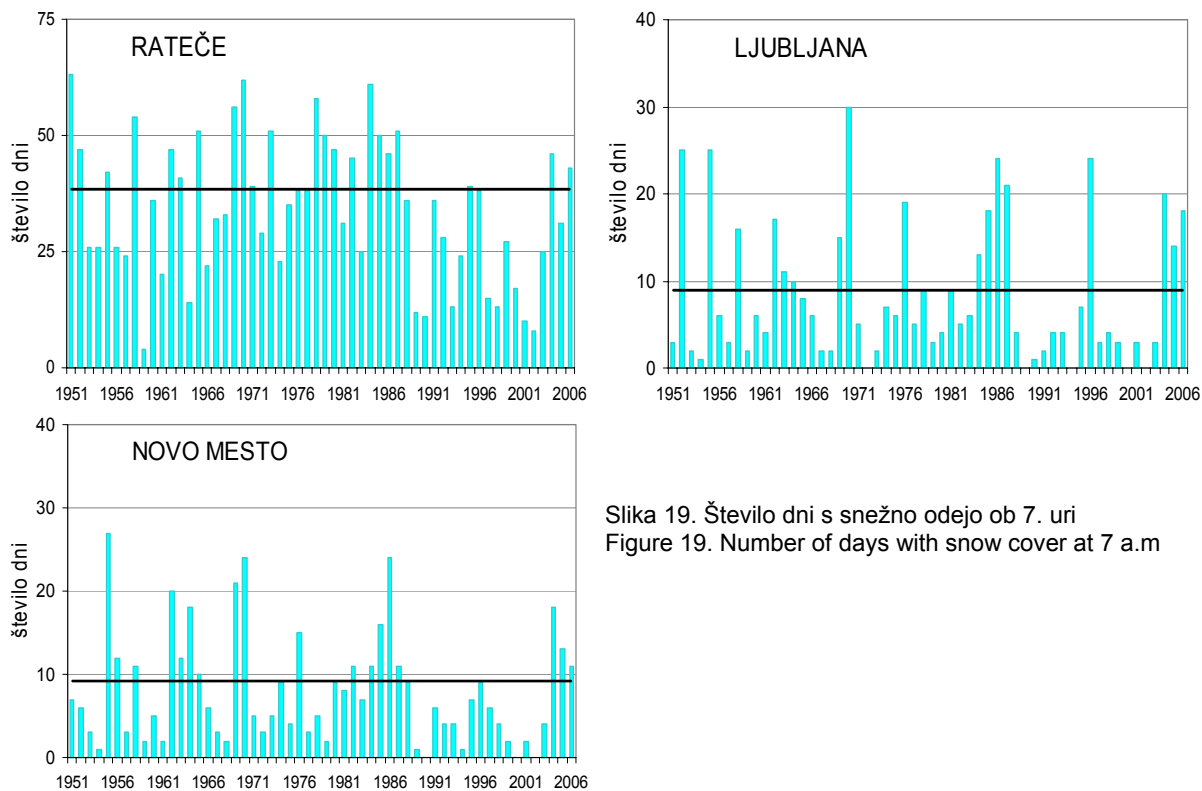 RATEČE
število dni
75
50
25
0
1951 1956 1961 1966 1971 1976 1981 1986 1991 1996 2001 2006
LJUBLJANA
število dni
40
30
20
10
0
1951 1956 1961 1966 1971 1976 1981 1986 1991 1996 2001 2006
NOVO MESTO
število dni
40
30
20
10
0
1951 1956 1961 1966 1971 1976 1981 1986 1991 1996 2001 2006
Slika 19. Število dni s snežno odejo ob 7. uri
Figure 19. Number of days with snow cover at 7 a.m